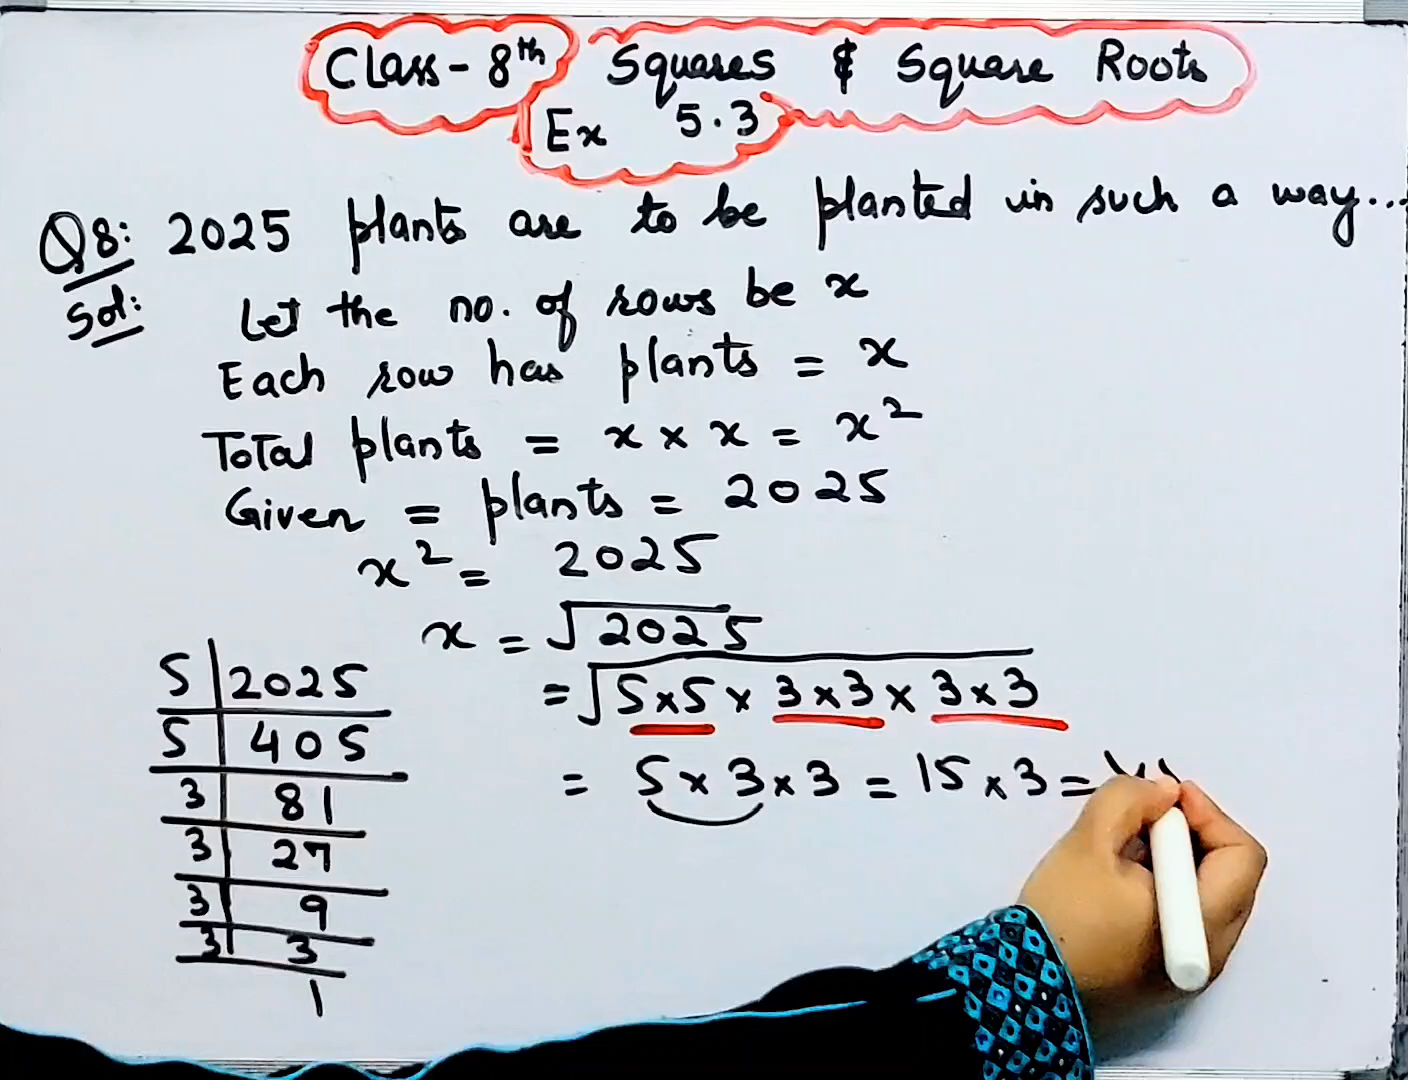 Class - 8th Squares & Square Roots
Ex 5.3
Q8: 2025 plants are to be planted in such a way...
Sol: Let the no. of rows be x
Each row has plants = x
Total plants = x × x = x²
Given = plants = 2025
x² = 2025
x = √2025
= √5×5 × 3×3 × 3×3
= 5 × 3 × 3 = 15 × 3 =
5 | 2025
5 | 405
3 | 81
3 | 27
3 | 9
3 | 3
1